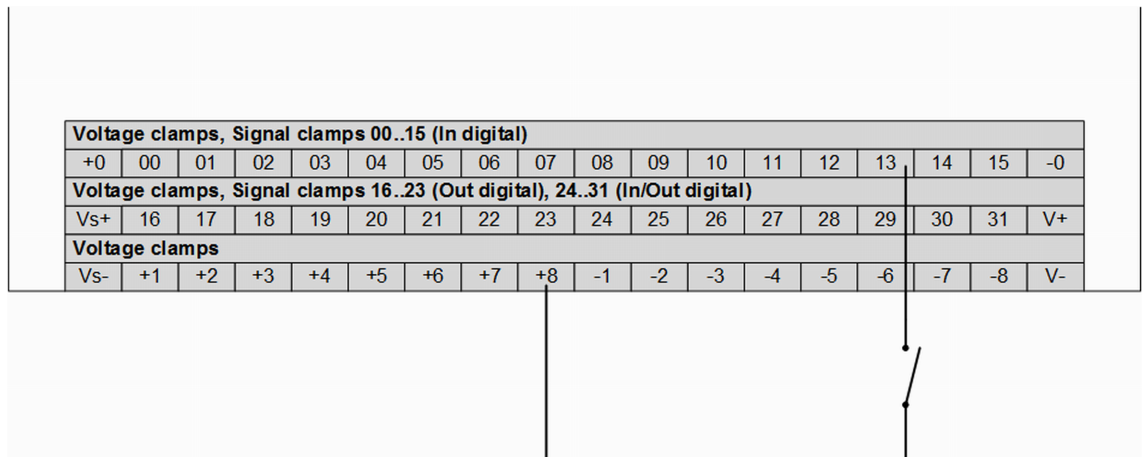 Voltage clamps, Signal clamps 00..15 (In digital)
+0 00 01 02 03 04 05 06 07 08 09 10 11 12 13 14 15 -0
Voltage clamps, Signal clamps 16..23 (Out digital), 24..31 (In/Out digital)
Vs+ 16 17 18 19 20 21 22 23 24 25 26 27 28 29 30 31 V+
Voltage clamps
Vs- +1 +2 +3 +4 +5 +6 +7 +8 -1 -2 -3 -4 -5 -6 -7 -8 V-